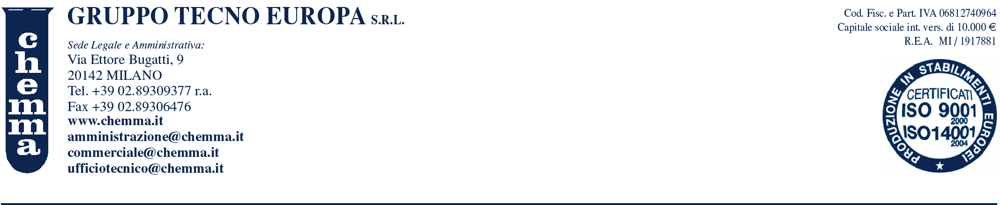 chemma
GRUPPO TECNO EUROPA S.R.L.
Sede Legale e Amministrativa:
Via Ettore Bugatti, 9
20142 MILANO
Tel. +39 02.89309377 r.a.
Fax +39 02.89306476
www.chemma.it
amministrazione@chemma.it
commerciale@chemma.it
ufficiotecnico@chemma.it
Cod. Fisc. e Part. IVA 06812740964
Capitale sociale int. vers. di 10.000 €
R.E.A. MI / 1917881
PRODUZIONE IN STABILIMENTI EUROPEI
CERTIFICATI
ISO 9001
2000
ISO14001
2004